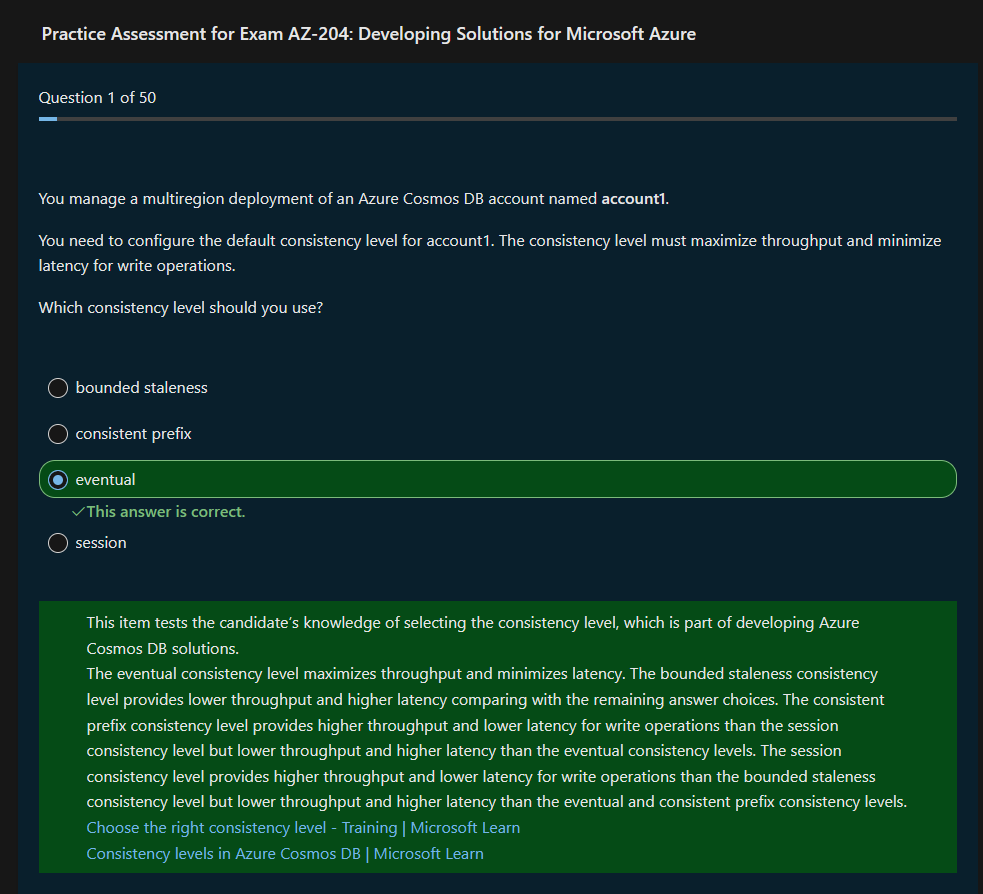 Practice Assessment for Exam AZ-204: Developing Solutions for Microsoft Azure
Question 1 of 50
You manage a multiregion deployment of an Azure Cosmos DB account named account1.
You need to configure the default consistency level for account1. The consistency level must maximize throughput and minimize
latency for write operations.
Which consistency level should you use?
bounded staleness
consistent prefix
eventual
✓This answer is correct.
session
This item tests the candidate’s knowledge of selecting the consistency level, which is part of developing Azure
Cosmos DB solutions.
The eventual consistency level maximizes throughput and minimizes latency. The bounded staleness consistency
level provides lower throughput and higher latency comparing with the remaining answer choices. The consistent
prefix consistency level provides higher throughput and lower latency for write operations than the session
consistency level but lower throughput and higher latency than the eventual consistency levels. The session
consistency level provides higher throughput and lower latency for write operations than the bounded staleness
consistency level but lower throughput and higher latency than the eventual and consistent prefix consistency levels.
Choose the right consistency level - Training | Microsoft Learn
Consistency levels in Azure Cosmos DB | Microsoft Learn